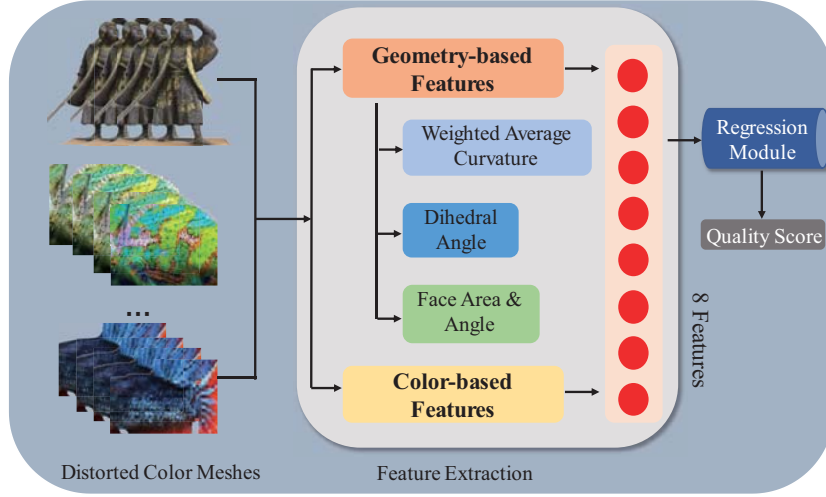 Geometry-based
Features
Weighted Average
Curvature
Dihedral
Angle
Face Area &
Angle
Color-based
Features
8 Features
Regression
Module
Quality Score
...
Distorted Color Meshes
Feature Extraction